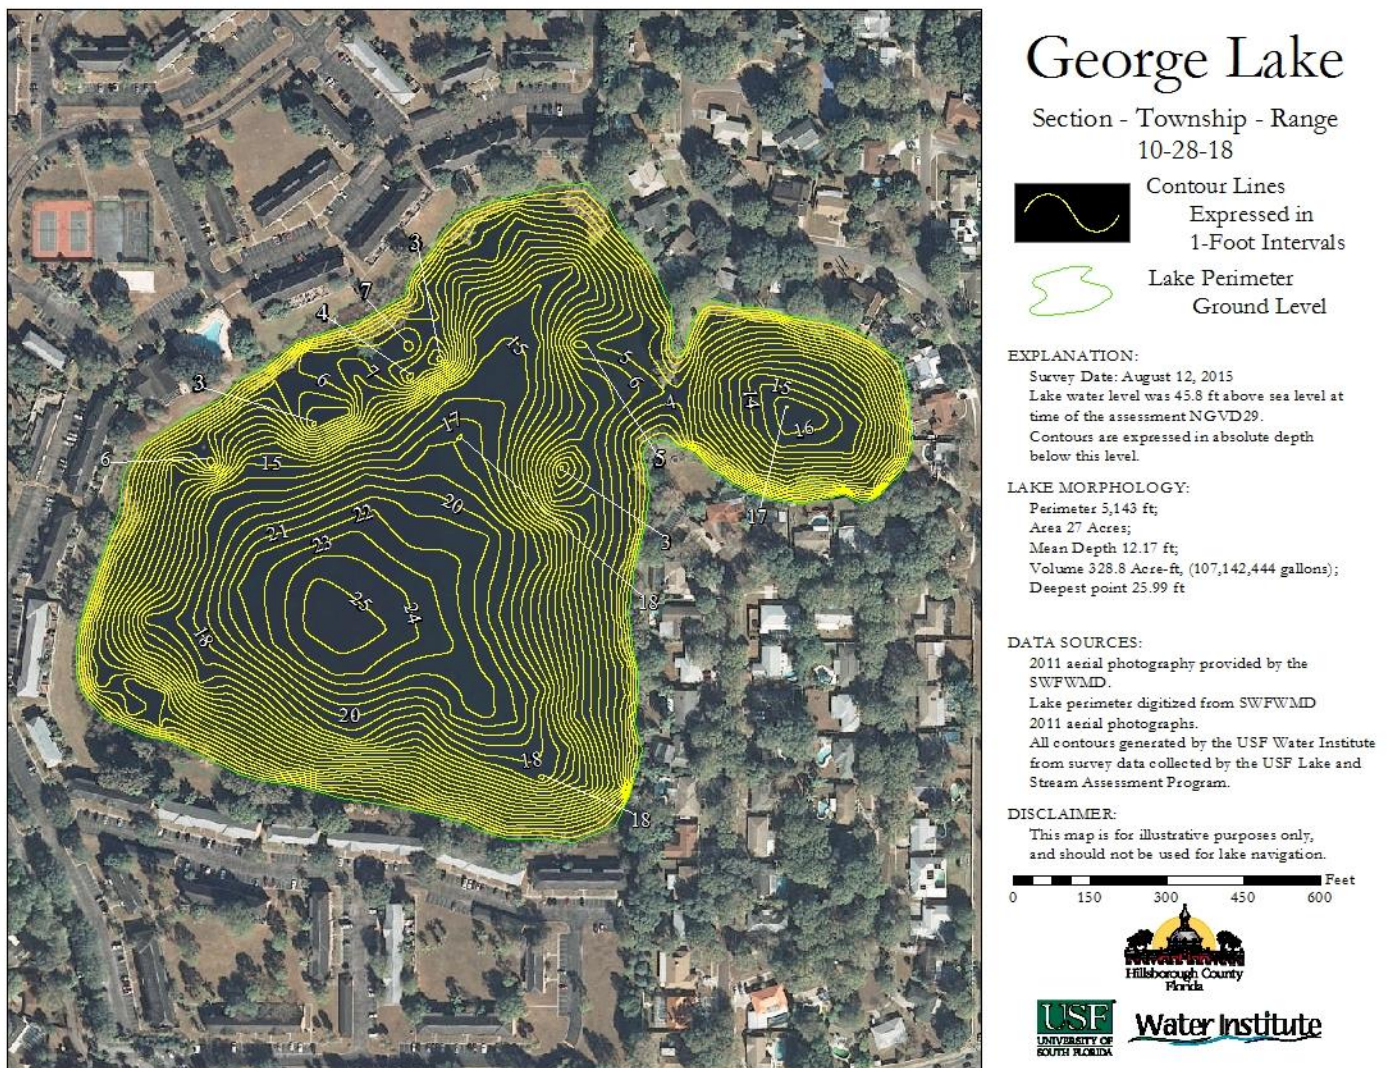 George Lake
Section - Township - Range
10-28-18
Contour Lines
Expressed in
1-Foot Intervals
Lake Perimeter
Ground Level
EXPLANATION:
Survey Date: August 12, 2015
Lake water level was 45.8 ft above sea level at
time of the assessment NGVD29.
Contours are expressed in absolute depth
below this level.
LAKE MORPHOLOGY:
Perimeter 5,143 ft;
Area 27 Acres;
Mean Depth 12.17 ft;
Volume 328.8 Acre-ft, (107,142,444 gallons);
Deepest point 25.99 ft
DATA SOURCES:
2011 aerial photography provided by the
SWFWMD.
Lake perimeter digitized from SWFWMD
2011 aerial photographs.
All contours generated by the USF Water Institute
from survey data collected by the USF Lake and
Stream Assessment Program.
DISCLAIMER:
This map is for illustrative purposes only,
and should not be used for lake navigation.
Feet
0 150 300 450 600
Hillsborough County
Florida
USF
UNIVERSITY OF
SOUTH FLORIDA
Water Institute
3
7
4
15
5
6
7
6
3
4
15
14
16
17
17
6
15
5
20
22
21
23
3
18
25
24
18
20
18
18